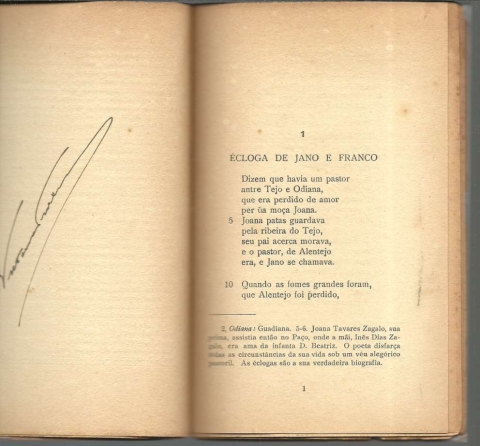 1
ÉCLOGA DE JANO E FRANCO
Dizem que havia um pastor
antre Tejo e Odiana,
que era perdido de amor
per ũa moça Joana.
5 Joana patas guardava
pela ribeira do Tejo,
seu pai acerca morava,
e o pastor, de Alentejo
era, e Jano se chamava.
10 Quando as fomes grandes foram,
que Alentejo foi perdido,
2, Odiana: Guadiana. 5-6. Joana Tavares Zagalo, sua
prima, assistia então no Paço, onde a mãi, Inês Dias Za-
galo, era ama da infanta D. Beatriz. O poeta disfarça
todas as circunstâncias da sua vida sob um véu alegórico
pastoril. As éclogas são a sua verdadeira biografia.
1